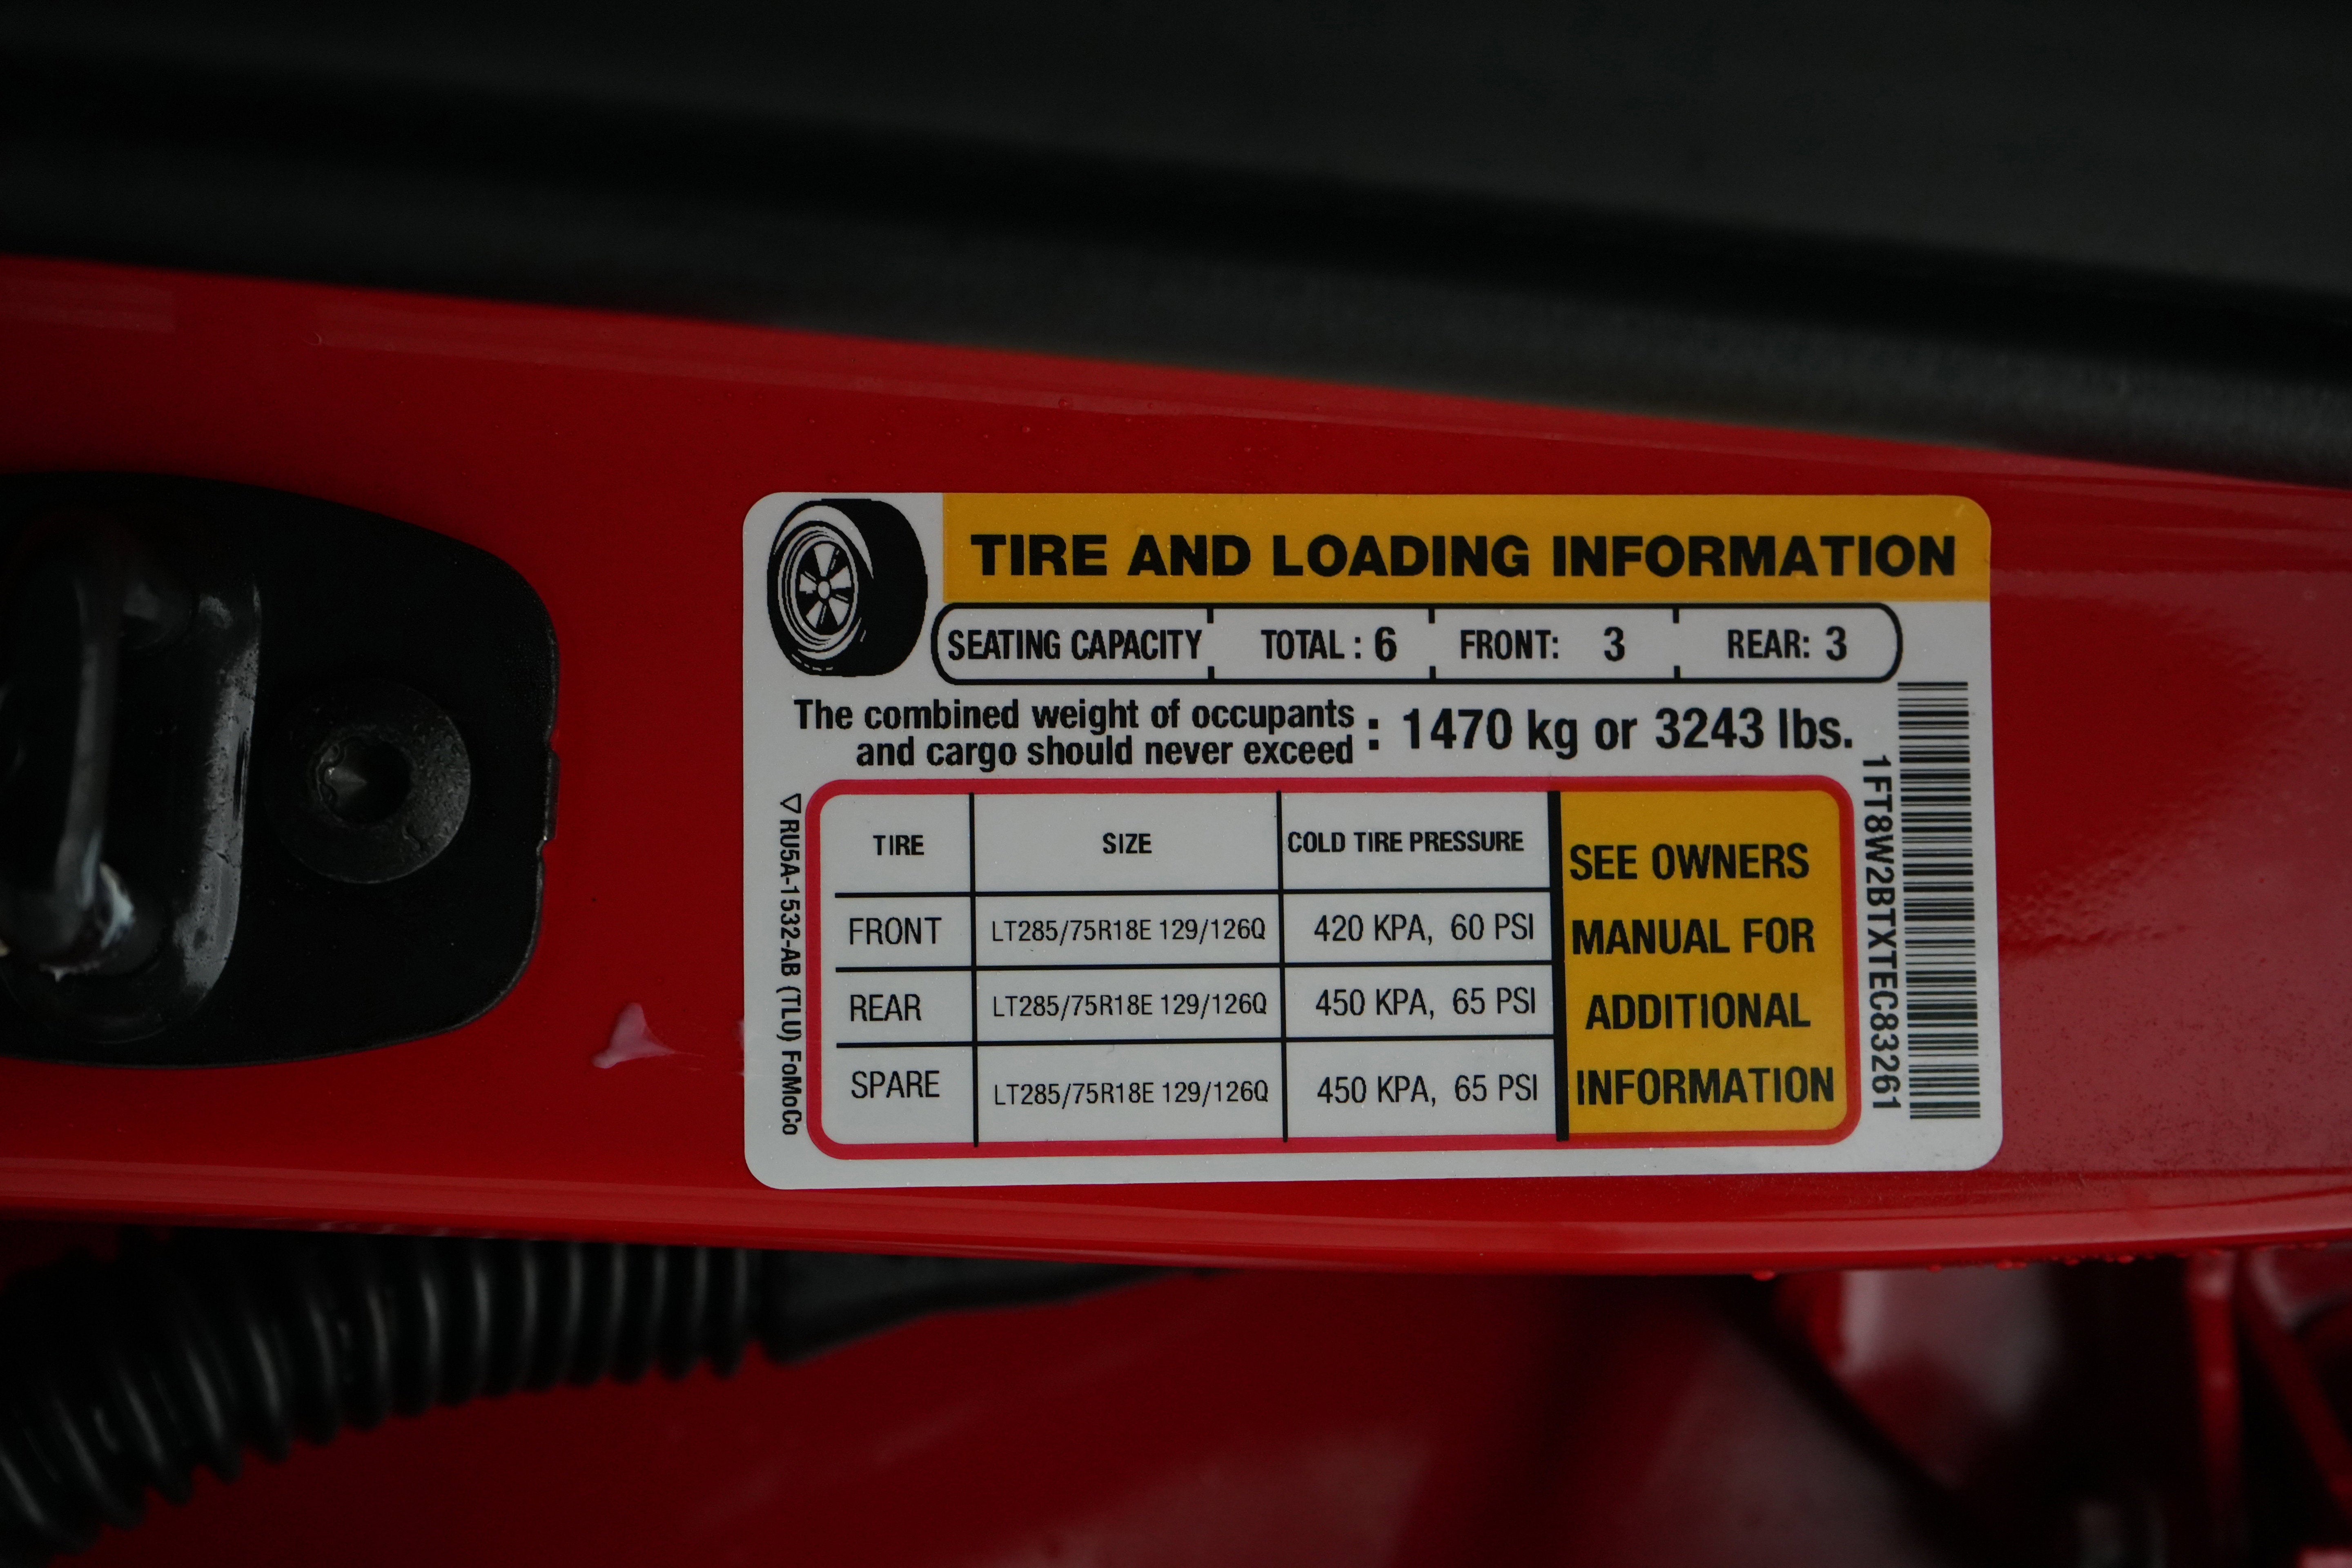 TIRE AND LOADING INFORMATION
SEATING CAPACITY TOTAL : 6 FRONT: 3 REAR: 3
The combined weight of occupants
and cargo should never exceed : 1470 kg or 3243 lbs.
TIRE SIZE COLD TIRE PRESSURE
FRONT LT285/75R18E 129/126Q 420 KPA, 60 PSI
REAR LT285/75R18E 129/126Q 450 KPA, 65 PSI
SPARE LT285/75R18E 129/126Q 450 KPA, 65 PSI
SEE OWNERS
MANUAL FOR
ADDITIONAL
INFORMATION
RU5A-1532-AB (TLU) FoMoCo
1FT8W2BTXTEC83261